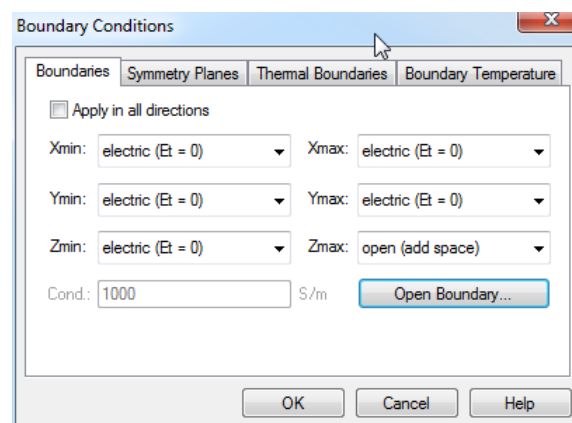 Boundary Conditions
Boundaries Symmetry Planes Thermal Boundaries Boundary Temperature
Apply in all directions
Xmin: electric (Et = 0) Xmax: electric (Et = 0)
Ymin: electric (Et = 0) Ymax: electric (Et = 0)
Zmin: electric (Et = 0) Zmax: open (add space)
Cond.: 1000 S/m Open Boundary...
OK Cancel Help